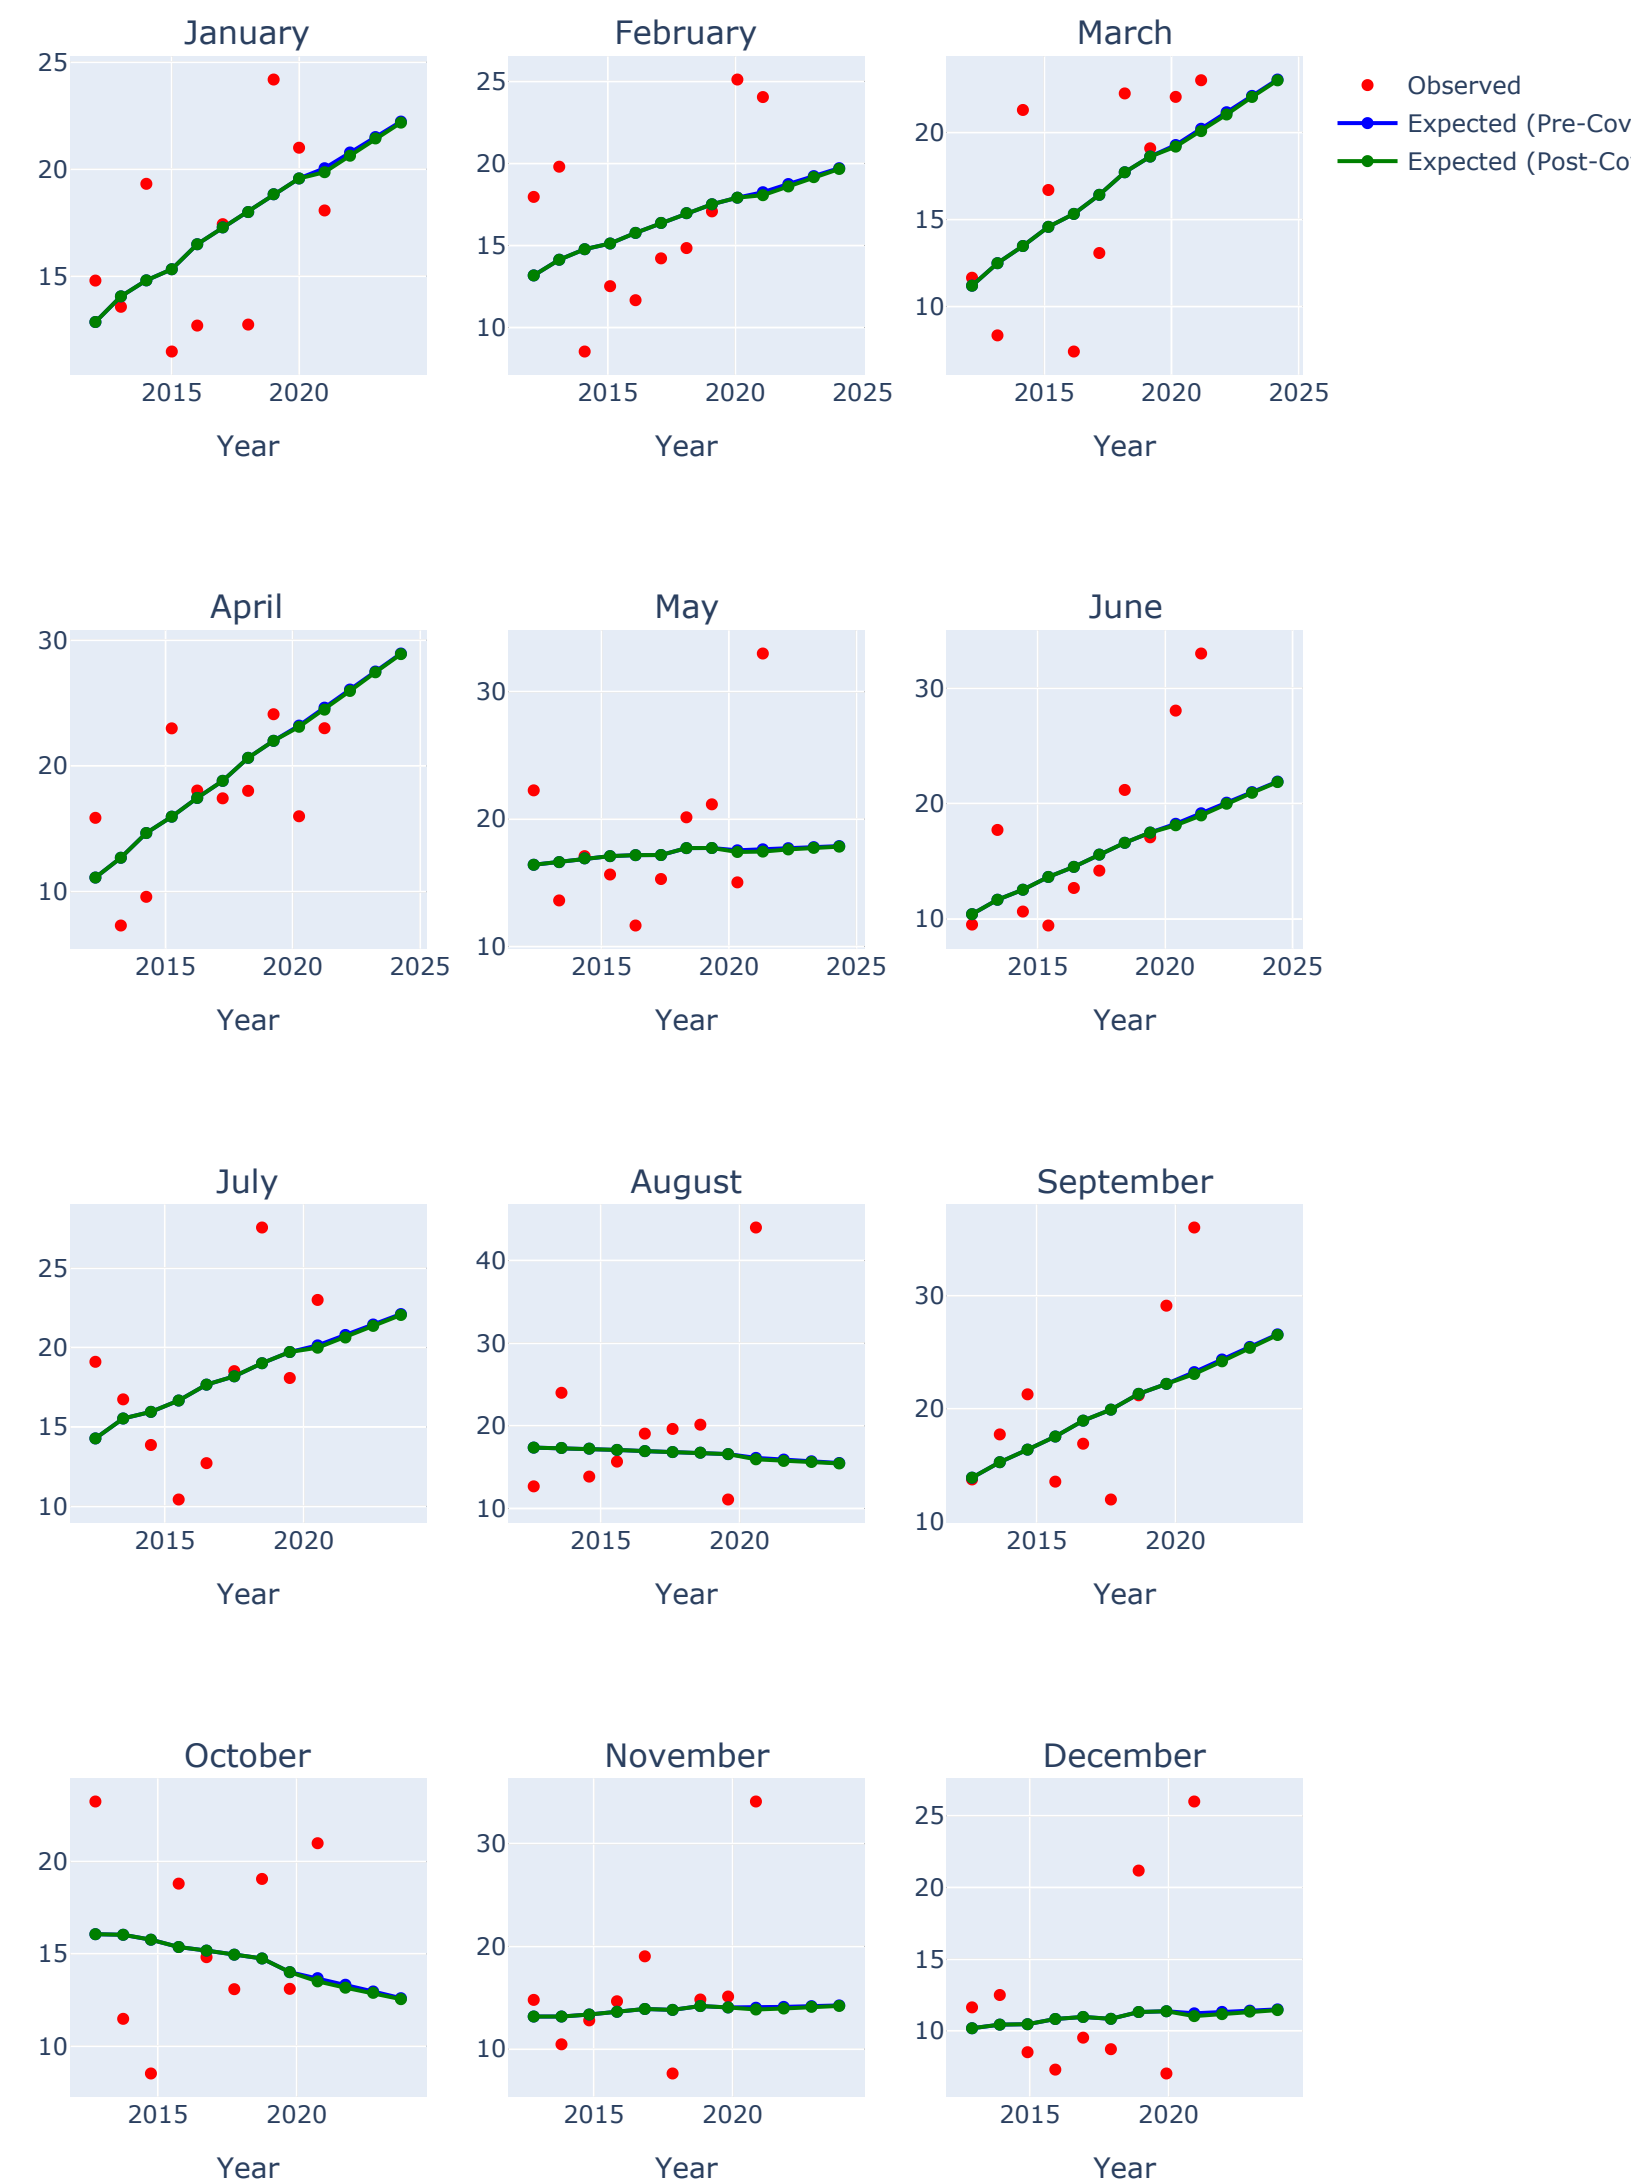 January
February
March
25
20
15
2015
2020
Year
25
20
15
10
2015
2020
2025
Year
20
15
10
2015
2020
2025
Year
Observed
Expected (Pre-Cov
Expected (Post-Co
April
May
June
30
20
10
2015
2020
2025
Year
30
20
10
2015
2020
2025
Year
30
20
10
2015
2020
2025
Year
July
August
September
25
20
15
10
2015
2020
Year
40
30
20
10
2015
2020
Year
30
20
10
2015
2020
Year
October
November
December
20
15
10
2015
2020
Year
30
20
10
2015
2020
Year
25
20
15
10
2015
2020
Year